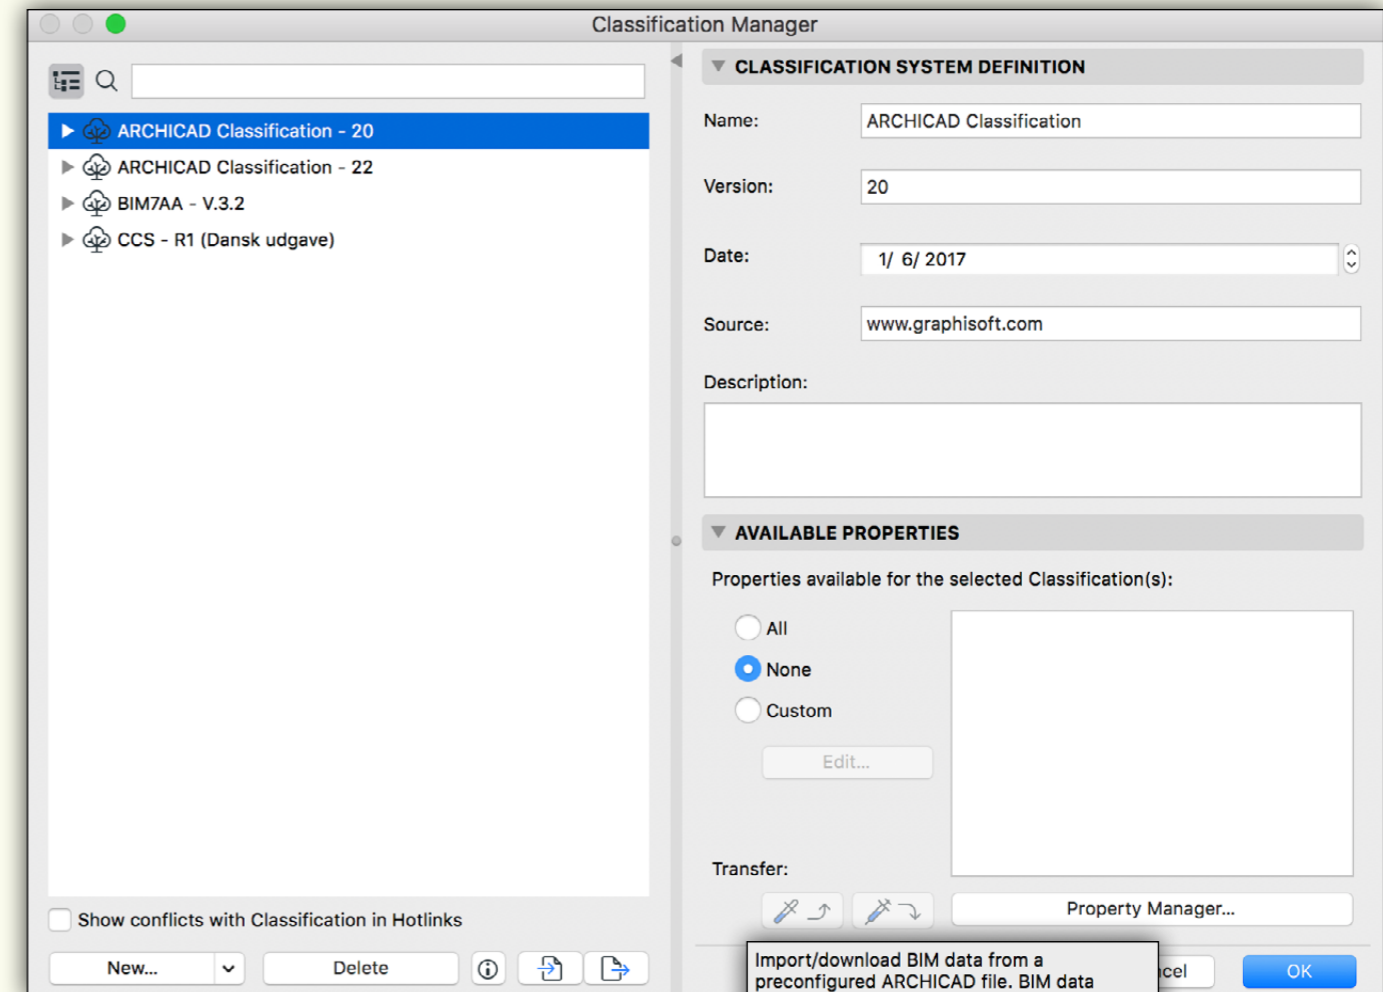 Classification Manager
ARCHICAD Classification - 20
ARCHICAD Classification - 22
BIM7AA - V.3.2
CCS - R1 (Dansk udgave)
Show conflicts with Classification in Hotlinks
New...
Delete
CLASSIFICATION SYSTEM DEFINITION
Name: ARCHICAD Classification
Version: 20
Date: 1/ 6/ 2017
Source: www.graphisoft.com
Description:
AVAILABLE PROPERTIES
Properties available for the selected Classification(s):
All
None
Custom
Edit...
Transfer:
Property Manager...
Import/download BIM data from a
preconfigured ARCHICAD file. BIM data
cel
OK